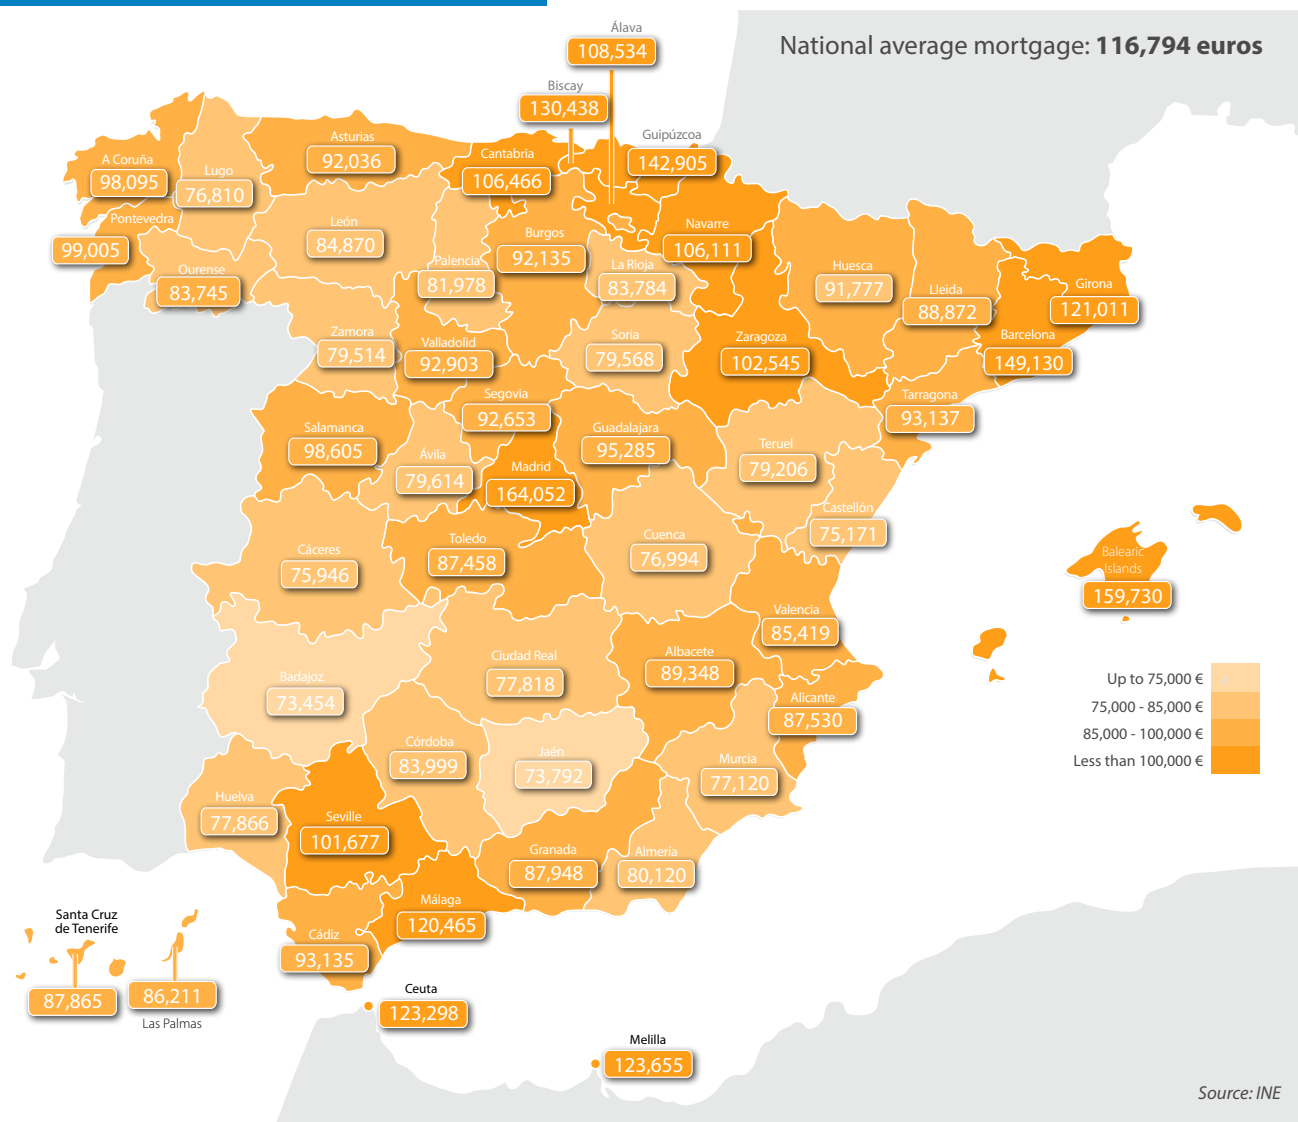 National average mortgage: 116,794 euros
Álava
108,534
Biscay
130,438
Guipúzcoa
142,905
Asturias
92,036
Cantabria
106,466
A Coruña
98,095
Lugo
76,810
Pontevedra
99,005
León
84,870
Burgos
92,135
Navarre
106,111
Ourense
83,745
Palencia
81,978
La Rioja
83,784
Huesca
91,777
Lleida
88,872
Girona
121,011
Zamora
79,514
Valladolid
92,903
Soria
79,568
Zaragoza
102,545
Barcelona
149,130
Segovia
92,653
Tarragona
93,137
Salamanca
98,605
Ávila
79,614
Madrid
164,052
Guadalajara
95,285
Teruel
79,206
Castellón
75,171
Cáceres
75,946
Toledo
87,458
Cuenca
76,994
Balearic
Islands
159,730
Valencia
85,419
Badajoz
73,454
Ciudad Real
77,818
Albacete
89,348
Alicante
87,530
Up to 75,000 €
75,000 - 85,000 €
85,000 - 100,000 €
Less than 100,000 €
Córdoba
83,999
Jaén
73,792
Murcia
77,120
Huelva
77,866
Seville
101,677
Granada
87,948
Almería
80,120
Málaga
120,465
Cádiz
93,135
Santa Cruz
de Tenerife
87,865
86,211
Las Palmas
Ceuta
123,298
Melilla
123,655
Source: INE